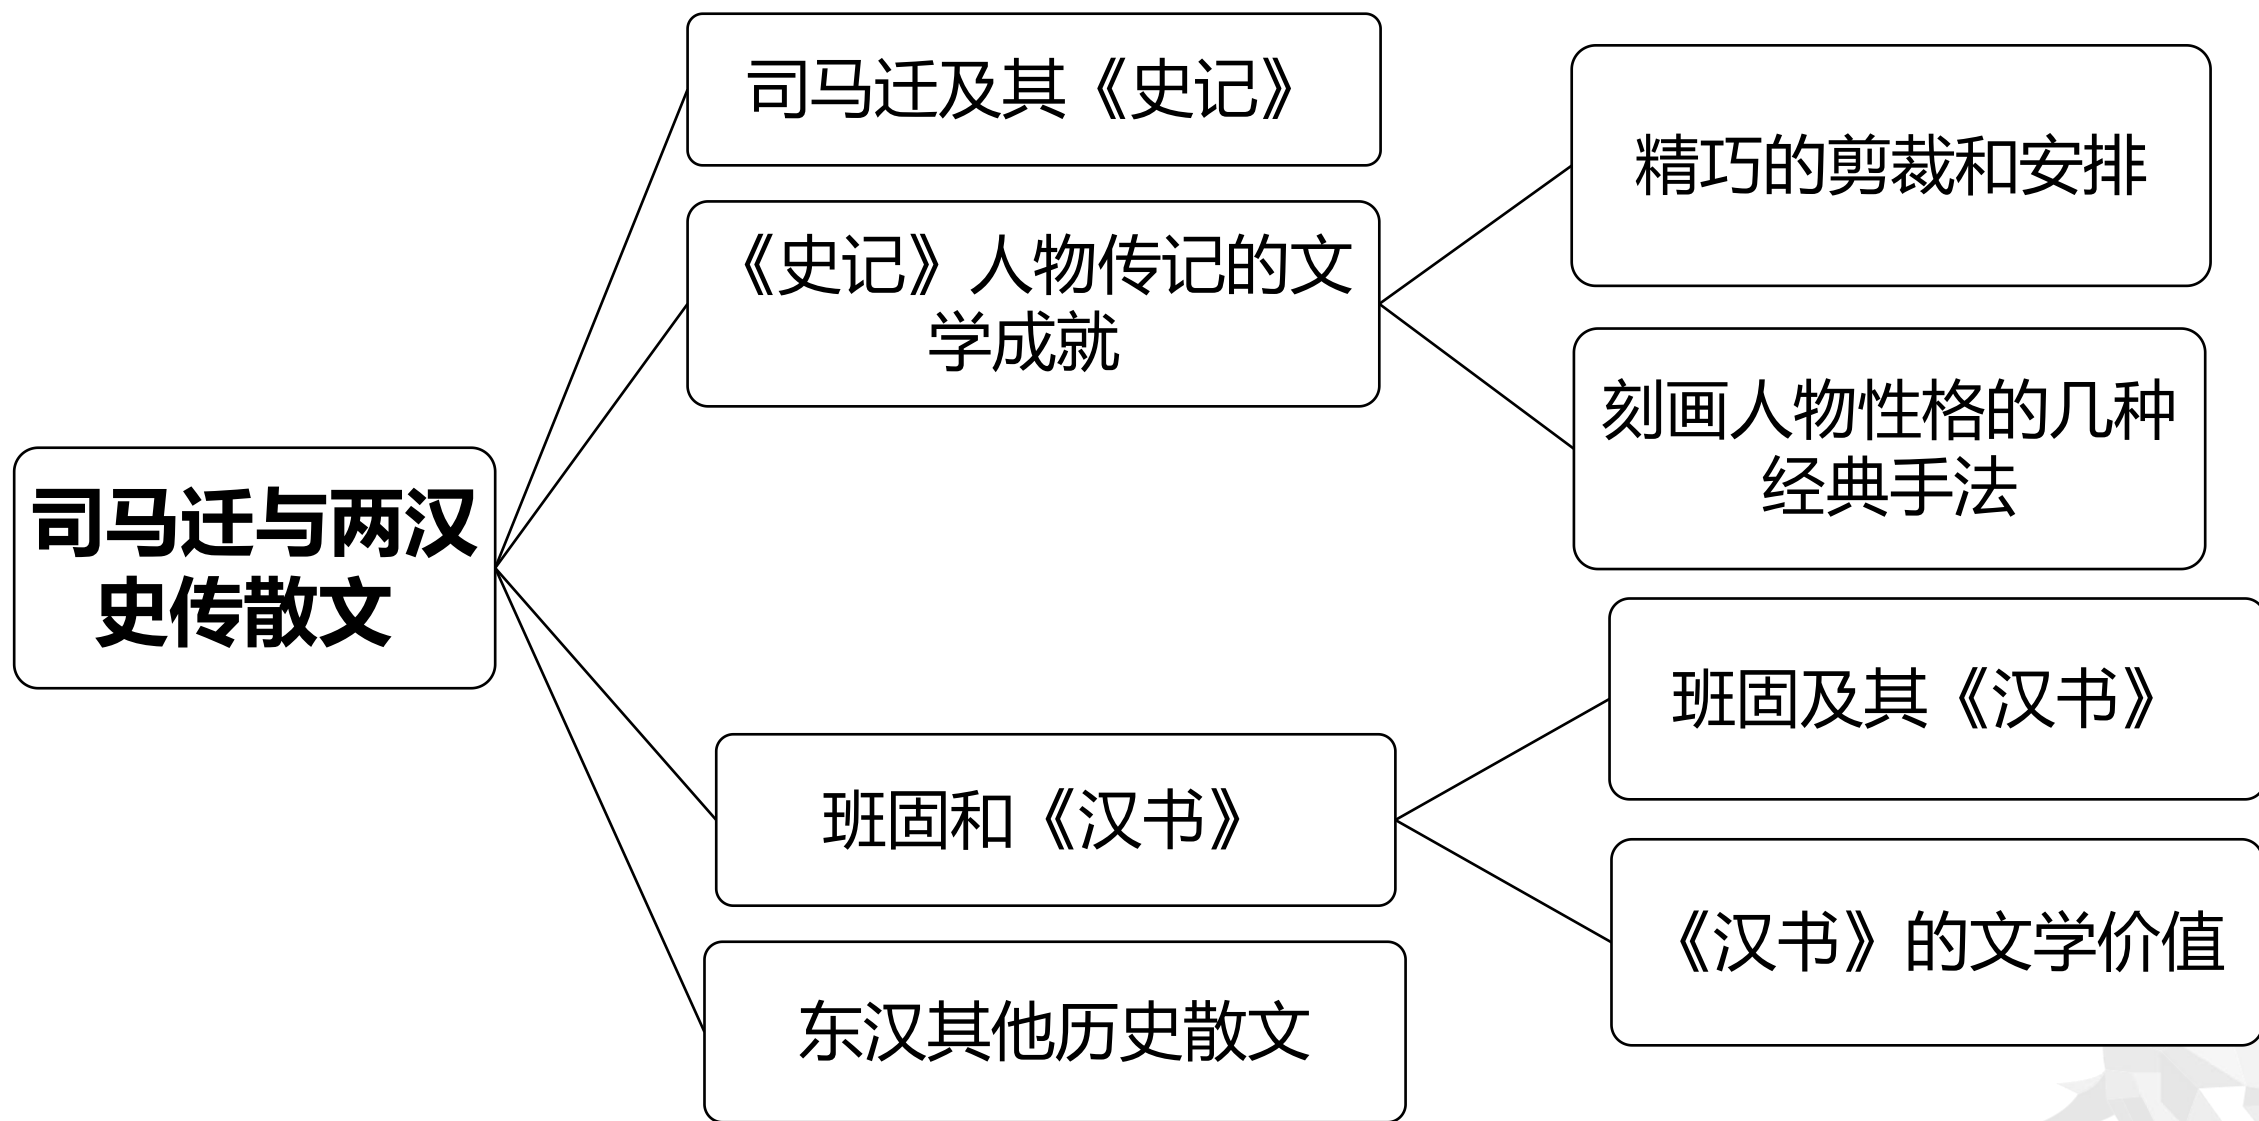 司马迁与两汉
史传散文
司马迁及其《史记》
《史记》人物传记的文
学成就
精巧的剪裁和安排
刻画人物性格的几种
经典手法
班固和《汉书》
班固及其《汉书》
《汉书》的文学价值
东汉其他历史散文